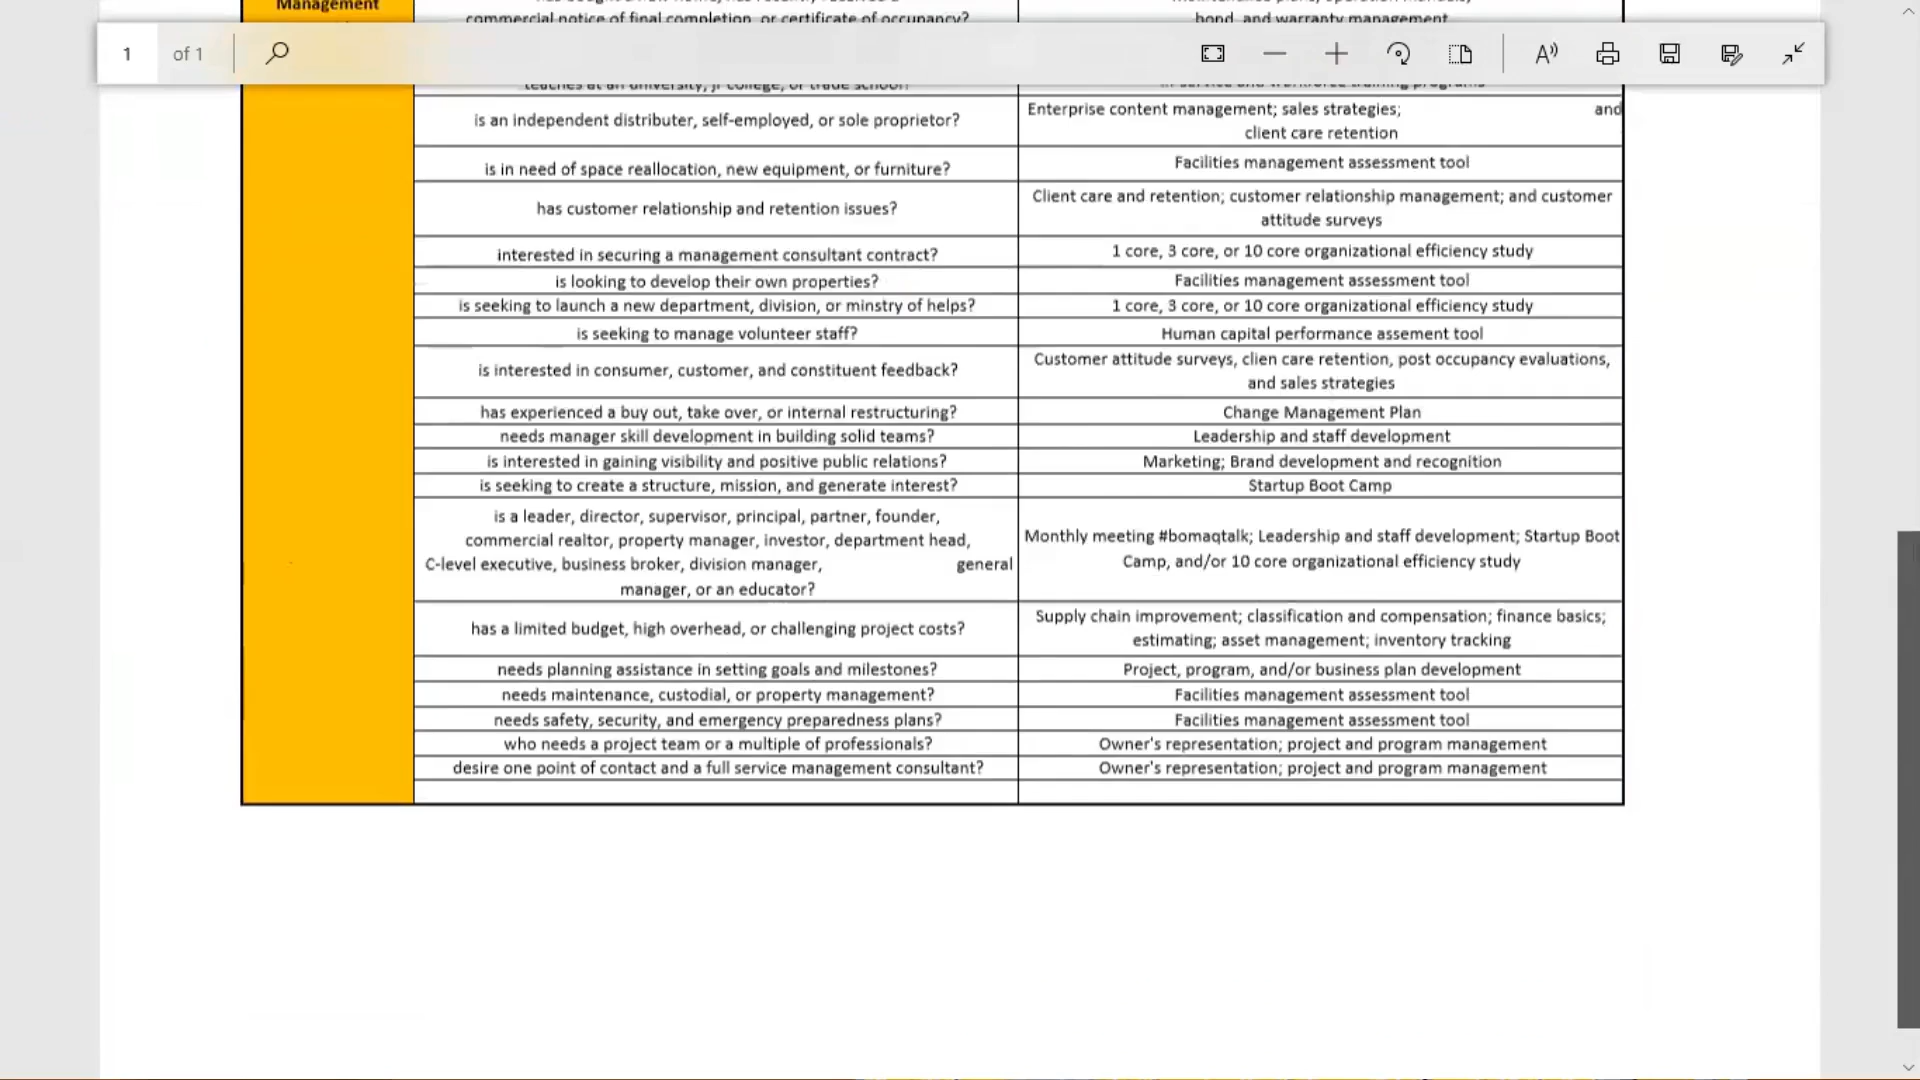 Management
commercial notice of final completion, or certificate of occupancy?
bond, and warranty management
1 of 1
teaches at an university, jr college, or trade school?
is an independent distributer, self-employed, or sole proprietor?
Enterprise content management; sales strategies; and
client care retention
is in need of space reallocation, new equipment, or furniture?
Facilities management assessment tool
has customer relationship and retention issues?
Client care and retention; customer relationship management; and customer
attitude surveys
interested in securing a management consultant contract?
1 core, 3 core, or 10 core organizational efficiency study
is looking to develop their own properties?
Facilities management assessment tool
is seeking to launch a new department, division, or minstry of helps?
1 core, 3 core, or 10 core organizational efficiency study
is seeking to manage volunteer staff?
Human capital performance assement tool
is interested in consumer, customer, and constituent feedback?
Customer attitude surveys, clien care retention, post occupancy evaluations,
and sales strategies
has experienced a buy out, take over, or internal restructuring?
Change Management Plan
needs manager skill development in building solid teams?
Leadership and staff development
is interested in gaining visibility and positive public relations?
Marketing; Brand development and recognition
is seeking to create a structure, mission, and generate interest?
Startup Boot Camp
is a leader, director, supervisor, principal, partner, founder,
commercial realtor, property manager, investor, department head,
C-level executive, business broker, division manager, general
manager, or an educator?
Monthly meeting #bomaqtalk; Leadership and staff development; Startup Boot
Camp, and/or 10 core organizational efficiency study
has a limited budget, high overhead, or challenging project costs?
Supply chain improvement; classification and compensation; finance basics;
estimating; asset management; inventory tracking
needs planning assistance in setting goals and milestones?
Project, program, and/or business plan development
needs maintenance, custodial, or property management?
Facilities management assessment tool
needs safety, security, and emergency preparedness plans?
Facilities management assessment tool
who needs a project team or a multiple of professionals?
Owner's representation; project and program management
desire one point of contact and a full service management consultant?
Owner's representation; project and program management